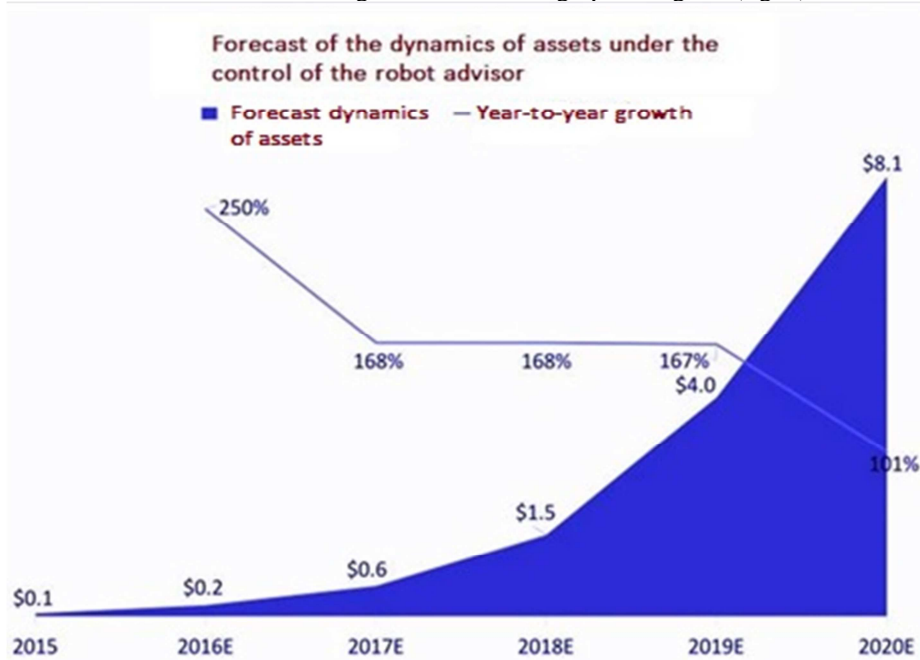 Forecast of the dynamics of assets under the
control of the robot advisor
Forecast dynamics
of assets
Year-to-year growth
$8.1
250%
168%
168%
167%
$4.0
101%
$1.5
$0.6
$0.2
$0.1
2015
2016E
2017E
2018E
2019E
2020E